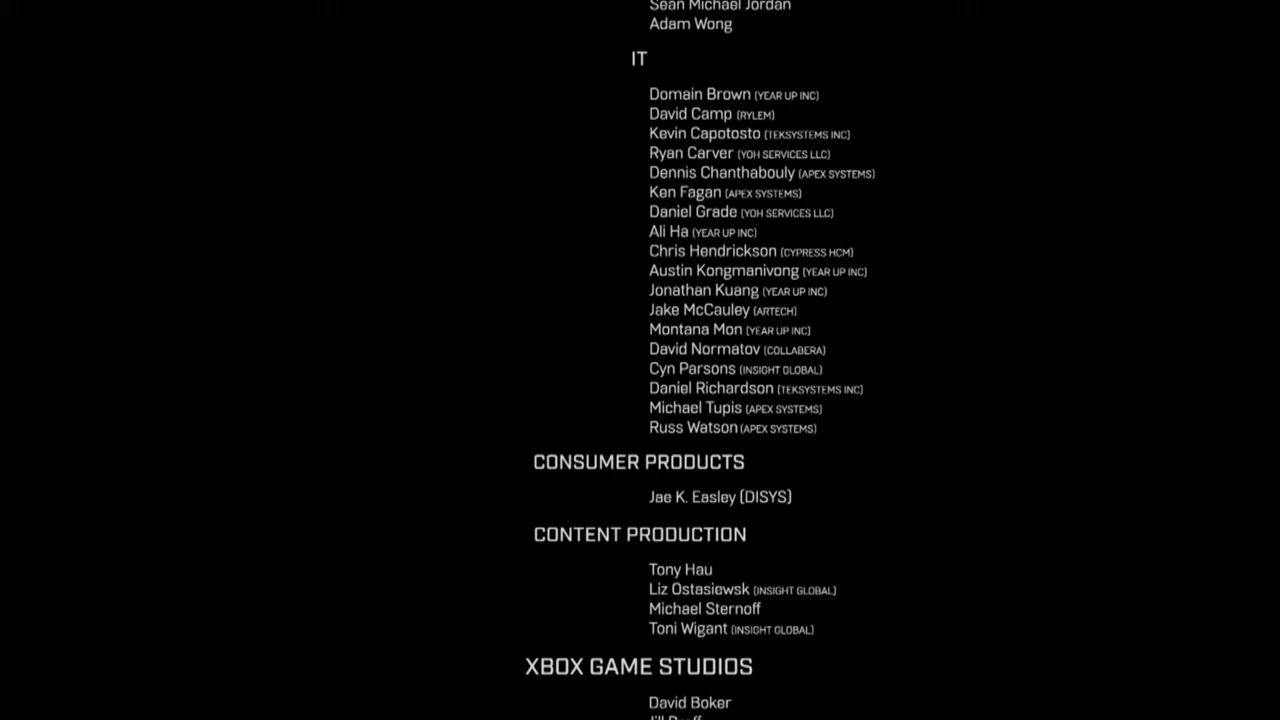 Sean Michael Jordan
Adam Wong
IT
Domain Brown (YEAR UP INC)
David Camp (RYLEM)
Kevin Capotosto (TEKSYSTEMS INC)
Ryan Carver (YOH SERVICES LLC)
Dennis Chanthabouly (APEX SYSTEMS)
Ken Fagan (APEX SYSTEMS)
Daniel Grade (YOH SERVICES LLC)
Ali Ha (YEAR UP INC)
Chris Hendrickson (CYPRESS HCM)
Austin Kongmanivong (YEAR UP INC)
Jonathan Kuang (YEAR UP INC)
Jake McCauley (ARTECH)
Montana Mon (YEAR UP INC)
David Normatov (COLLABERA)
Cyn Parsons (INSIGHT GLOBAL)
Daniel Richardson (TEKSYSTEMS INC)
Michael Tupis (APEX SYSTEMS)
Russ Watson (APEX SYSTEMS)
CONSUMER PRODUCTS
Jae K. Easley (DISYS)
CONTENT PRODUCTION
Tony Hau
Liz Ostasiewsk (INSIGHT GLOBAL)
Michael Sternoff
Toni Wigant (INSIGHT GLOBAL)
XBOX GAME STUDIOS
David Boker